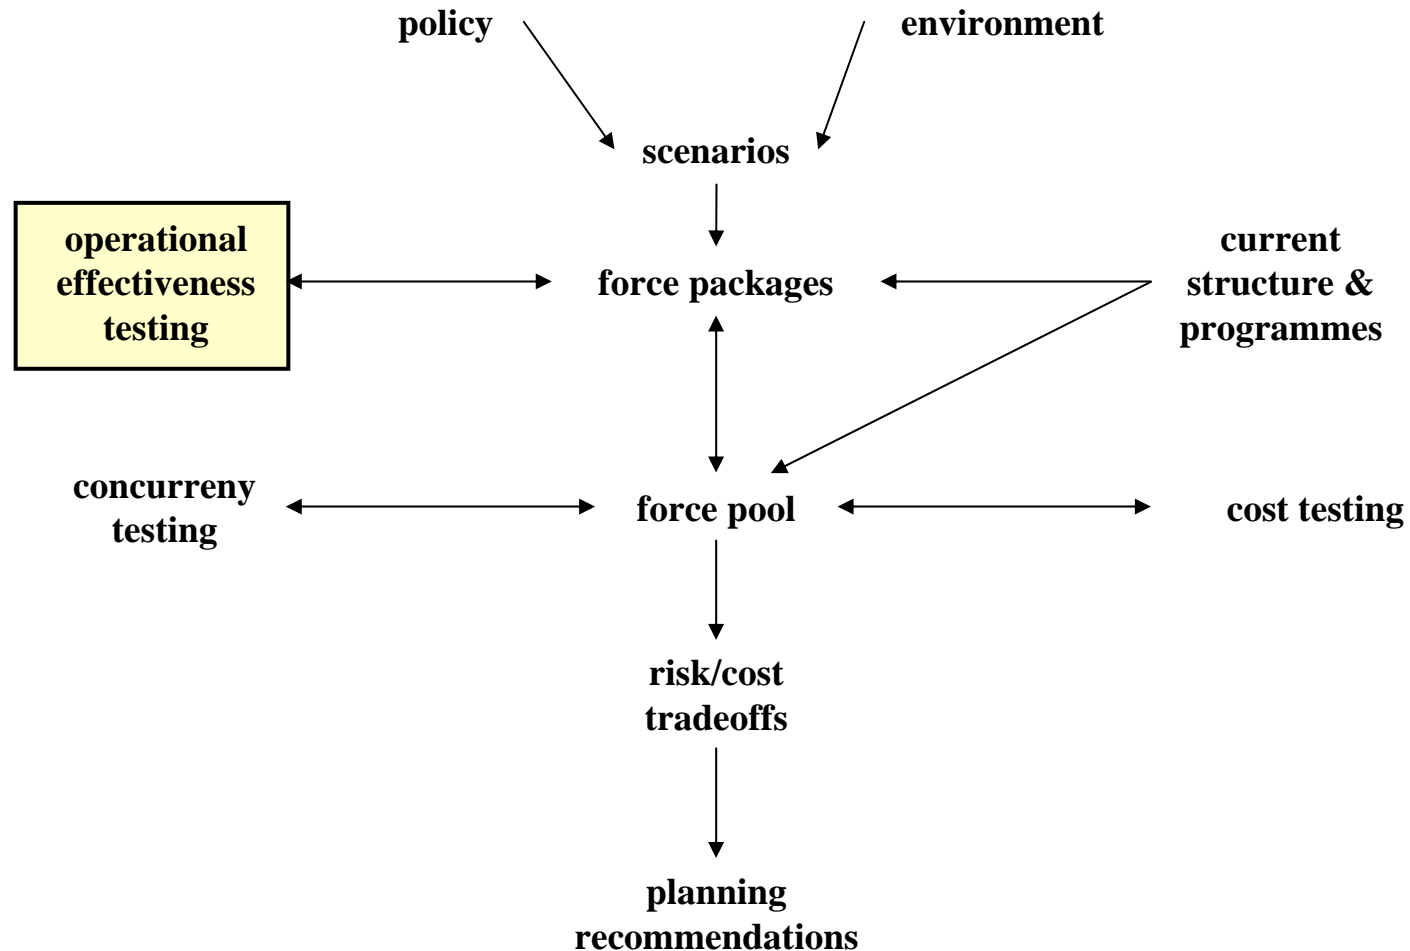 policy
environment
scenarios
operational
effectiveness
testing
force packages
current
structure &
programmes
concurreny
testing
force pool
cost testing
risk/cost
tradeoffs
planning
recommendations